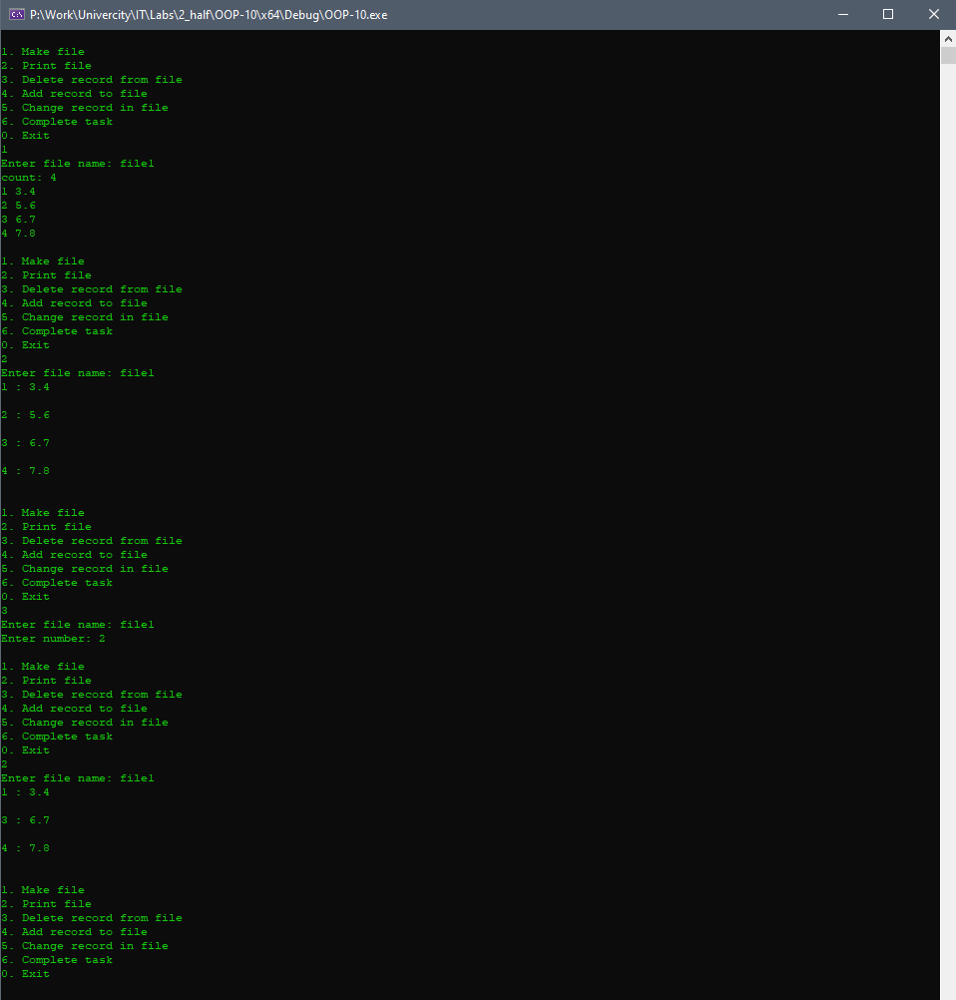 P:\Work\Univercity\IT\Labs\2_half\OOP-10\x64\Debug\OOP-10.exe
1. Make file
2. Print file
3. Delete record from file
4. Add record to file
5. Change record in file
6. Complete task
0. Exit
1
Enter file name: file1
count: 4
1 3.4
2 5.6
3 6.7
4 7.8
1. Make file
2. Print file
3. Delete record from file
4. Add record to file
5. Change record in file
6. Complete task
0. Exit
2
Enter file name: file1
1 : 3.4
2 : 5.6
3 : 6.7
4 : 7.8
1. Make file
2. Print file
3. Delete record from file
4. Add record to file
5. Change record in file
6. Complete task
0. Exit
3
Enter file name: file1
Enter number: 2
1. Make file
2. Print file
3. Delete record from file
4. Add record to file
5. Change record in file
6. Complete task
0. Exit
2
Enter file name: file1
1 : 3.4
3 : 6.7
4 : 7.8
1. Make file
2. Print file
3. Delete record from file
4. Add record to file
5. Change record in file
6. Complete task
0. Exit